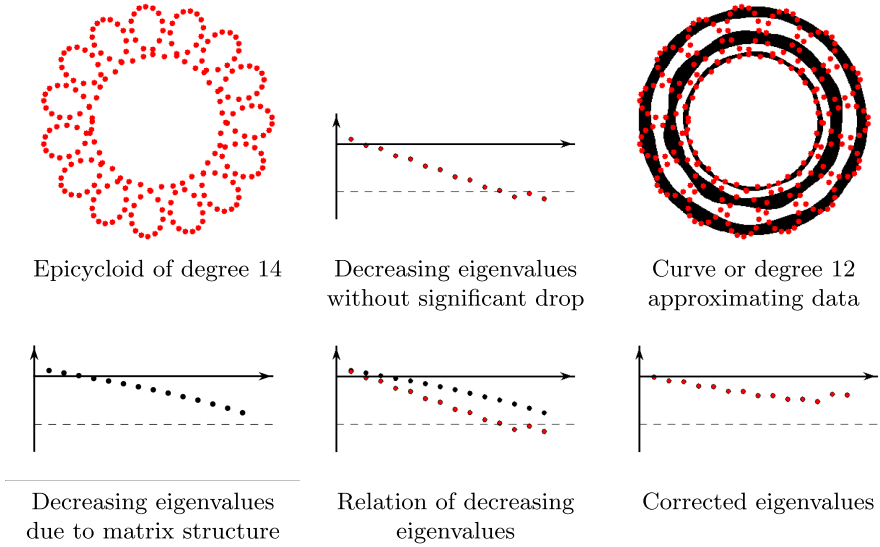 Epicycloid of degree 14
Decreasing eigenvalues
without significant drop
Curve or degree 12
approximating data
Decreasing eigenvalues
due to matrix structure
Relation of decreasing
eigenvalues
Corrected eigenvalues